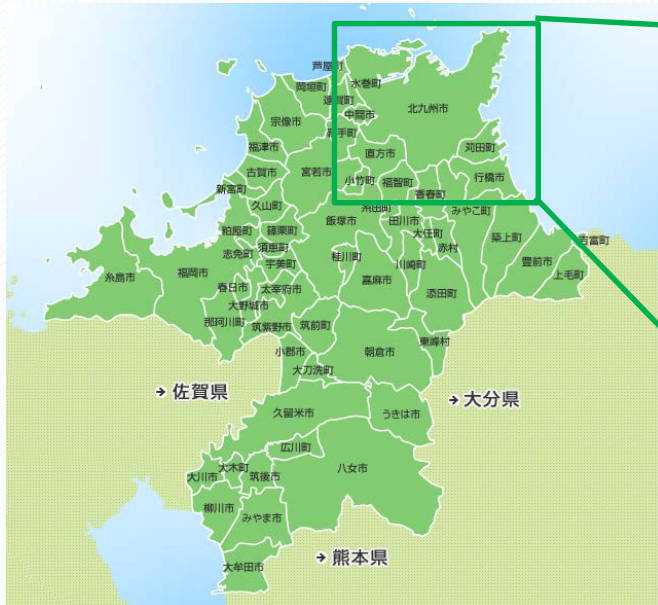 芦屋町
水巻町
岡垣町
遠賀町
北九州市
中間市
宗像市
鞍手町
福津市
直方市
苅田町
古賀市
宮若市
小竹町
福智町
行橋市
新宮町
香春町
久山町
糸田町
みやこ町
飯塚市
田川市
粕屋町
篠栗町
大任町
築上町
吉富町
志免町
須恵町
赤村
豊前市
糸島市
福岡市
宇美町
桂川町
川崎町
上毛町
春日市
太宰府市
嘉麻市
添田町
大野城市
那珂川町
筑紫野市
筑前町
東峰村
小郡市
朝倉市
大刀洗町
→ 佐賀県
→ 大分県
久留米市
うきは市
広川町
大木町
八女市
大川市
筑後市
柳川市
みやま市
→ 熊本県
大牟田市